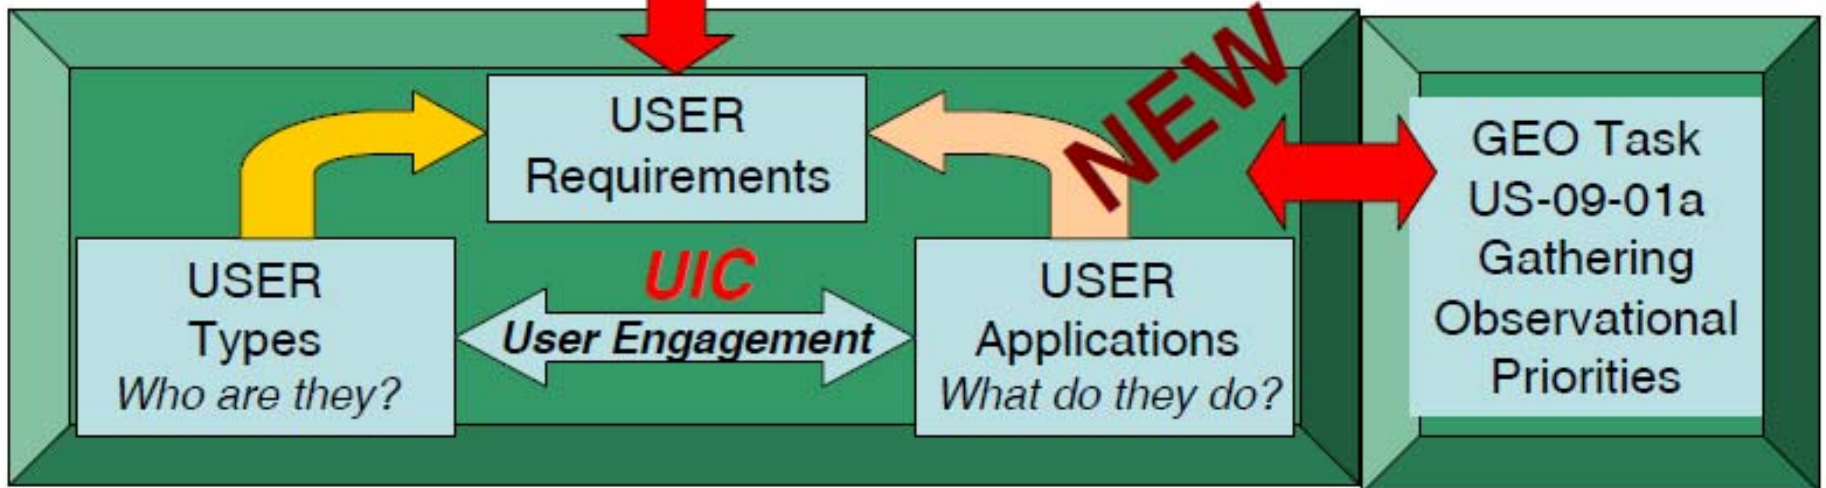 USER
Requirements
NEW
USER
Types
Who are they?
UIC
User Engagement
USER
Applications
What do they do?
GEO Task
US-09-01a
Gathering
Observational
Priorities